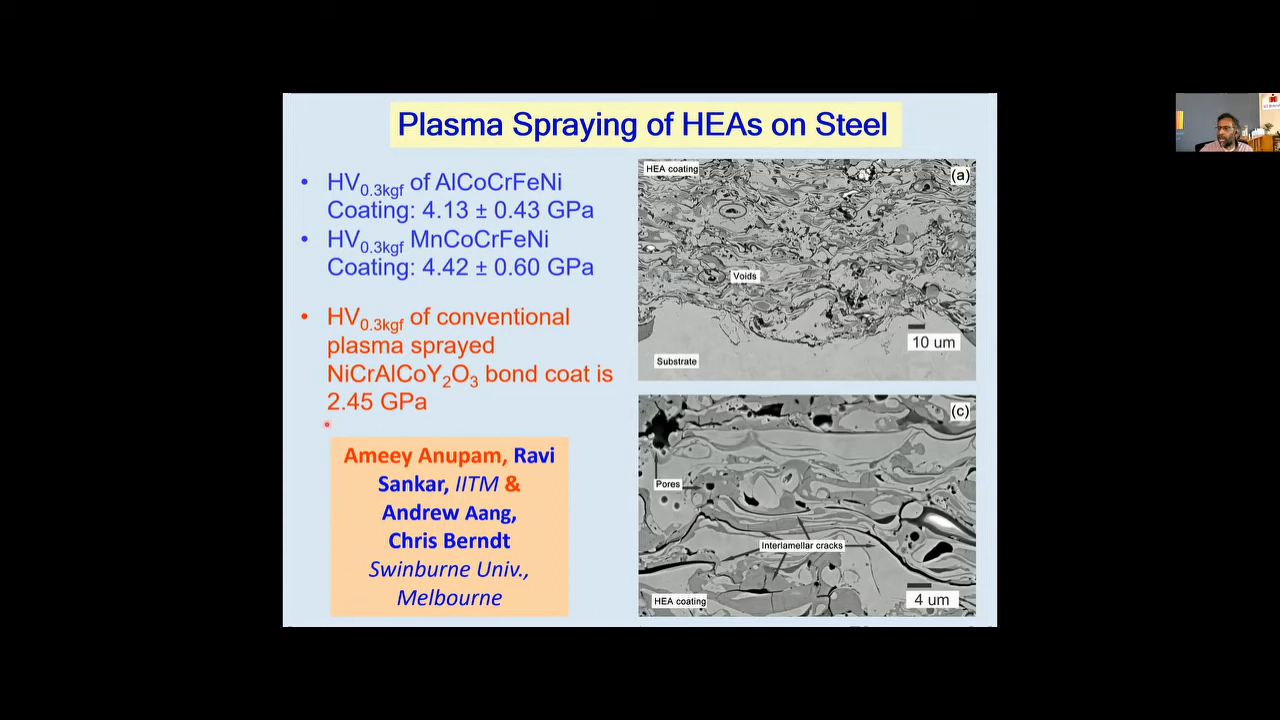 Plasma Spraying of HEAs on Steel
• HV0.3kgf of AlCoCrFeNi
Coating: 4.13 ± 0.43 GPa
• HV0.3kgf MnCoCrFeNi
Coating: 4.42 ± 0.60 GPa
• HV0.3kgf of conventional
plasma sprayed
NiCrAlCoY2O3 bond coat is
2.45 GPa
Ameey Anupam, Ravi
Sankar, IITM &
Andrew Aang,
Chris Berndt
Swinburne Univ.,
Melbourne
HEA coating
(a)
Voids
10 um
Substrate
(c)
Pores
Interlamellar cracks
HEA coating
4 um